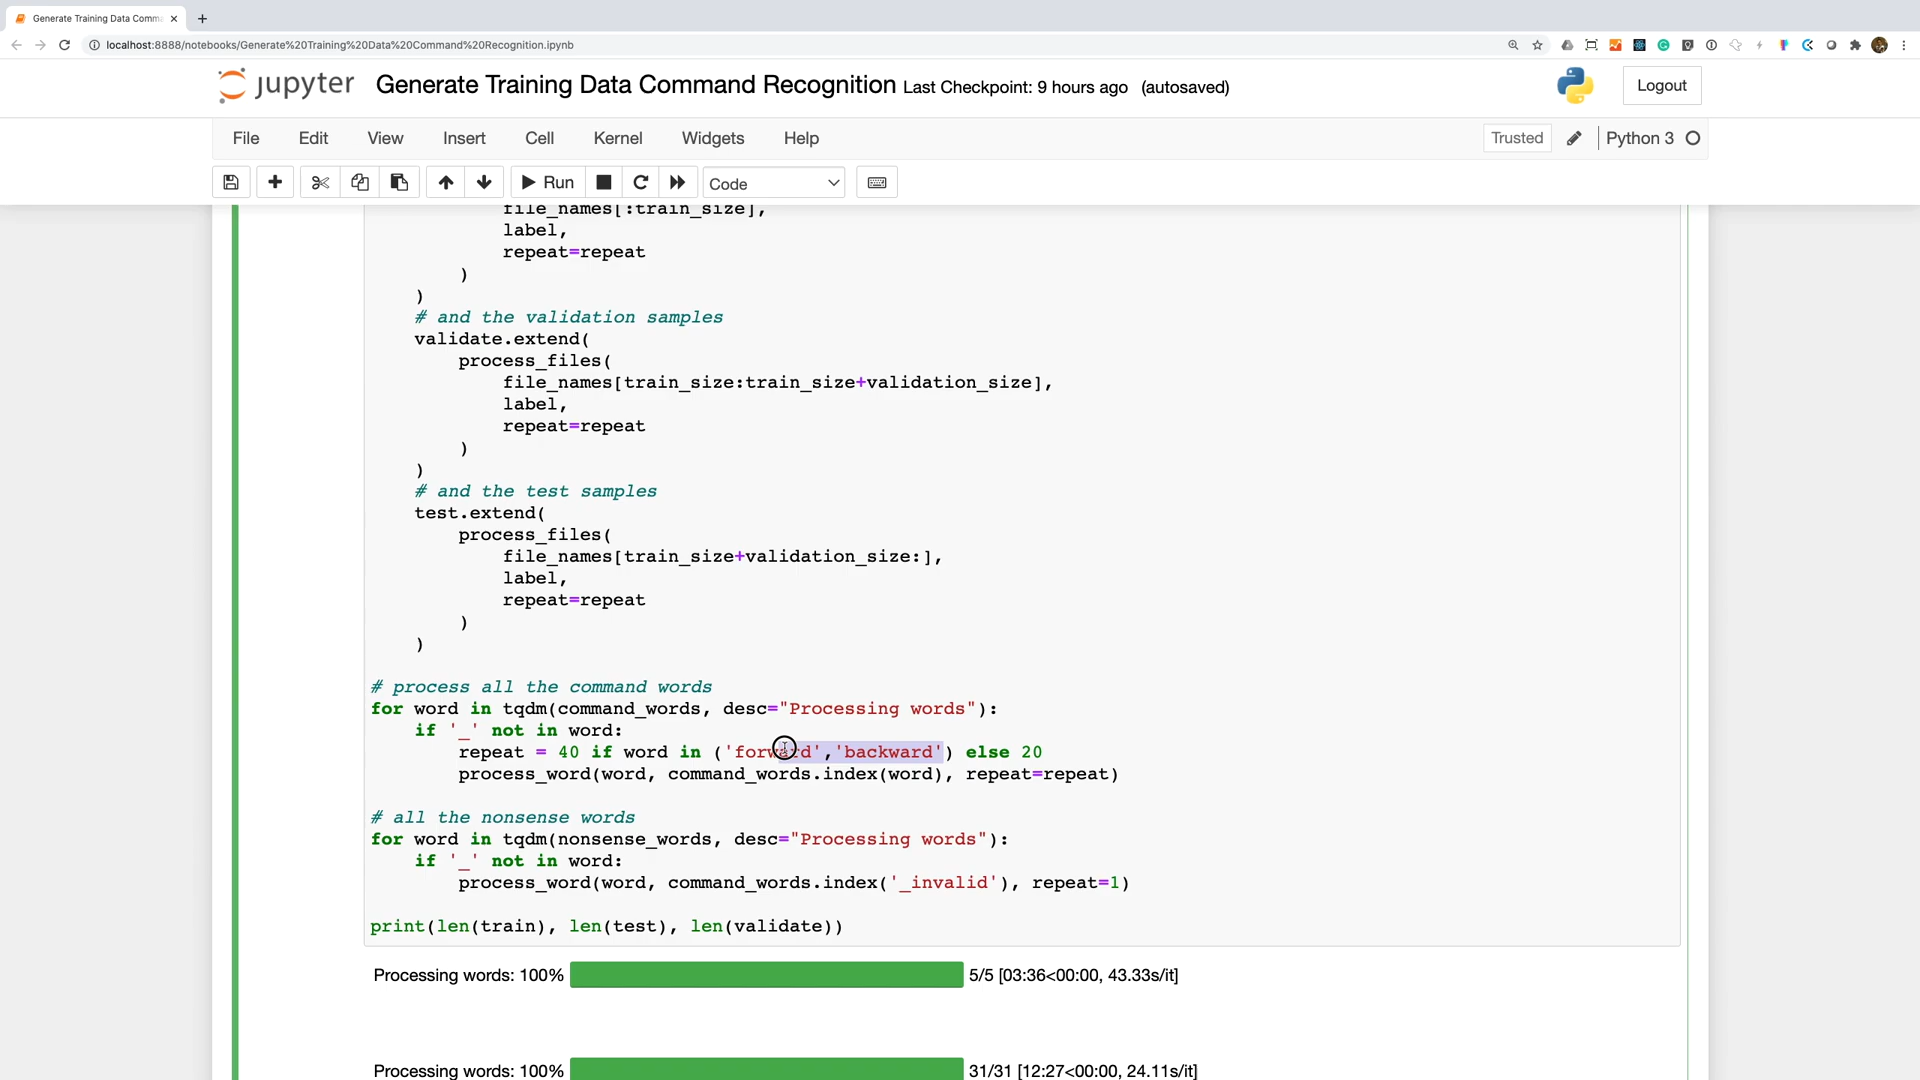 Generate Training Data Comma
localhost:8888/notebooks/Generate%20Training%20Data%20Command%20Recognition.ipynb
jupyter Generate Training Data Command Recognition Last Checkpoint: 9 hours ago (autosaved)
Logout
File Edit View Insert Cell Kernel Widgets Help
Trusted Python 3
Run Code
file_names[:train_size],
label,
repeat=repeat
)
)
# and the validation samples
validate.extend(
process_files(
file_names[train_size:train_size+validation_size],
label,
repeat=repeat
)
)
# and the test samples
test.extend(
process_files(
file_names[train_size+validation_size:],
label,
repeat=repeat
)
)
# process all the command words
for word in tqdm(command_words, desc="Processing words"):
if '_' not in word:
repeat = 40 if word in ('forward','backward') else 20
process_word(word, command_words.index(word), repeat=repeat)
# all the nonsense words
for word in tqdm(nonsense_words, desc="Processing words"):
if '_' not in word:
process_word(word, command_words.index('_invalid'), repeat=1)
print(len(train), len(test), len(validate))
Processing words: 100% 5/5 [03:36<00:00, 43.33s/it]
Processing words: 100% 31/31 [12:27<00:00, 24.11s/it]